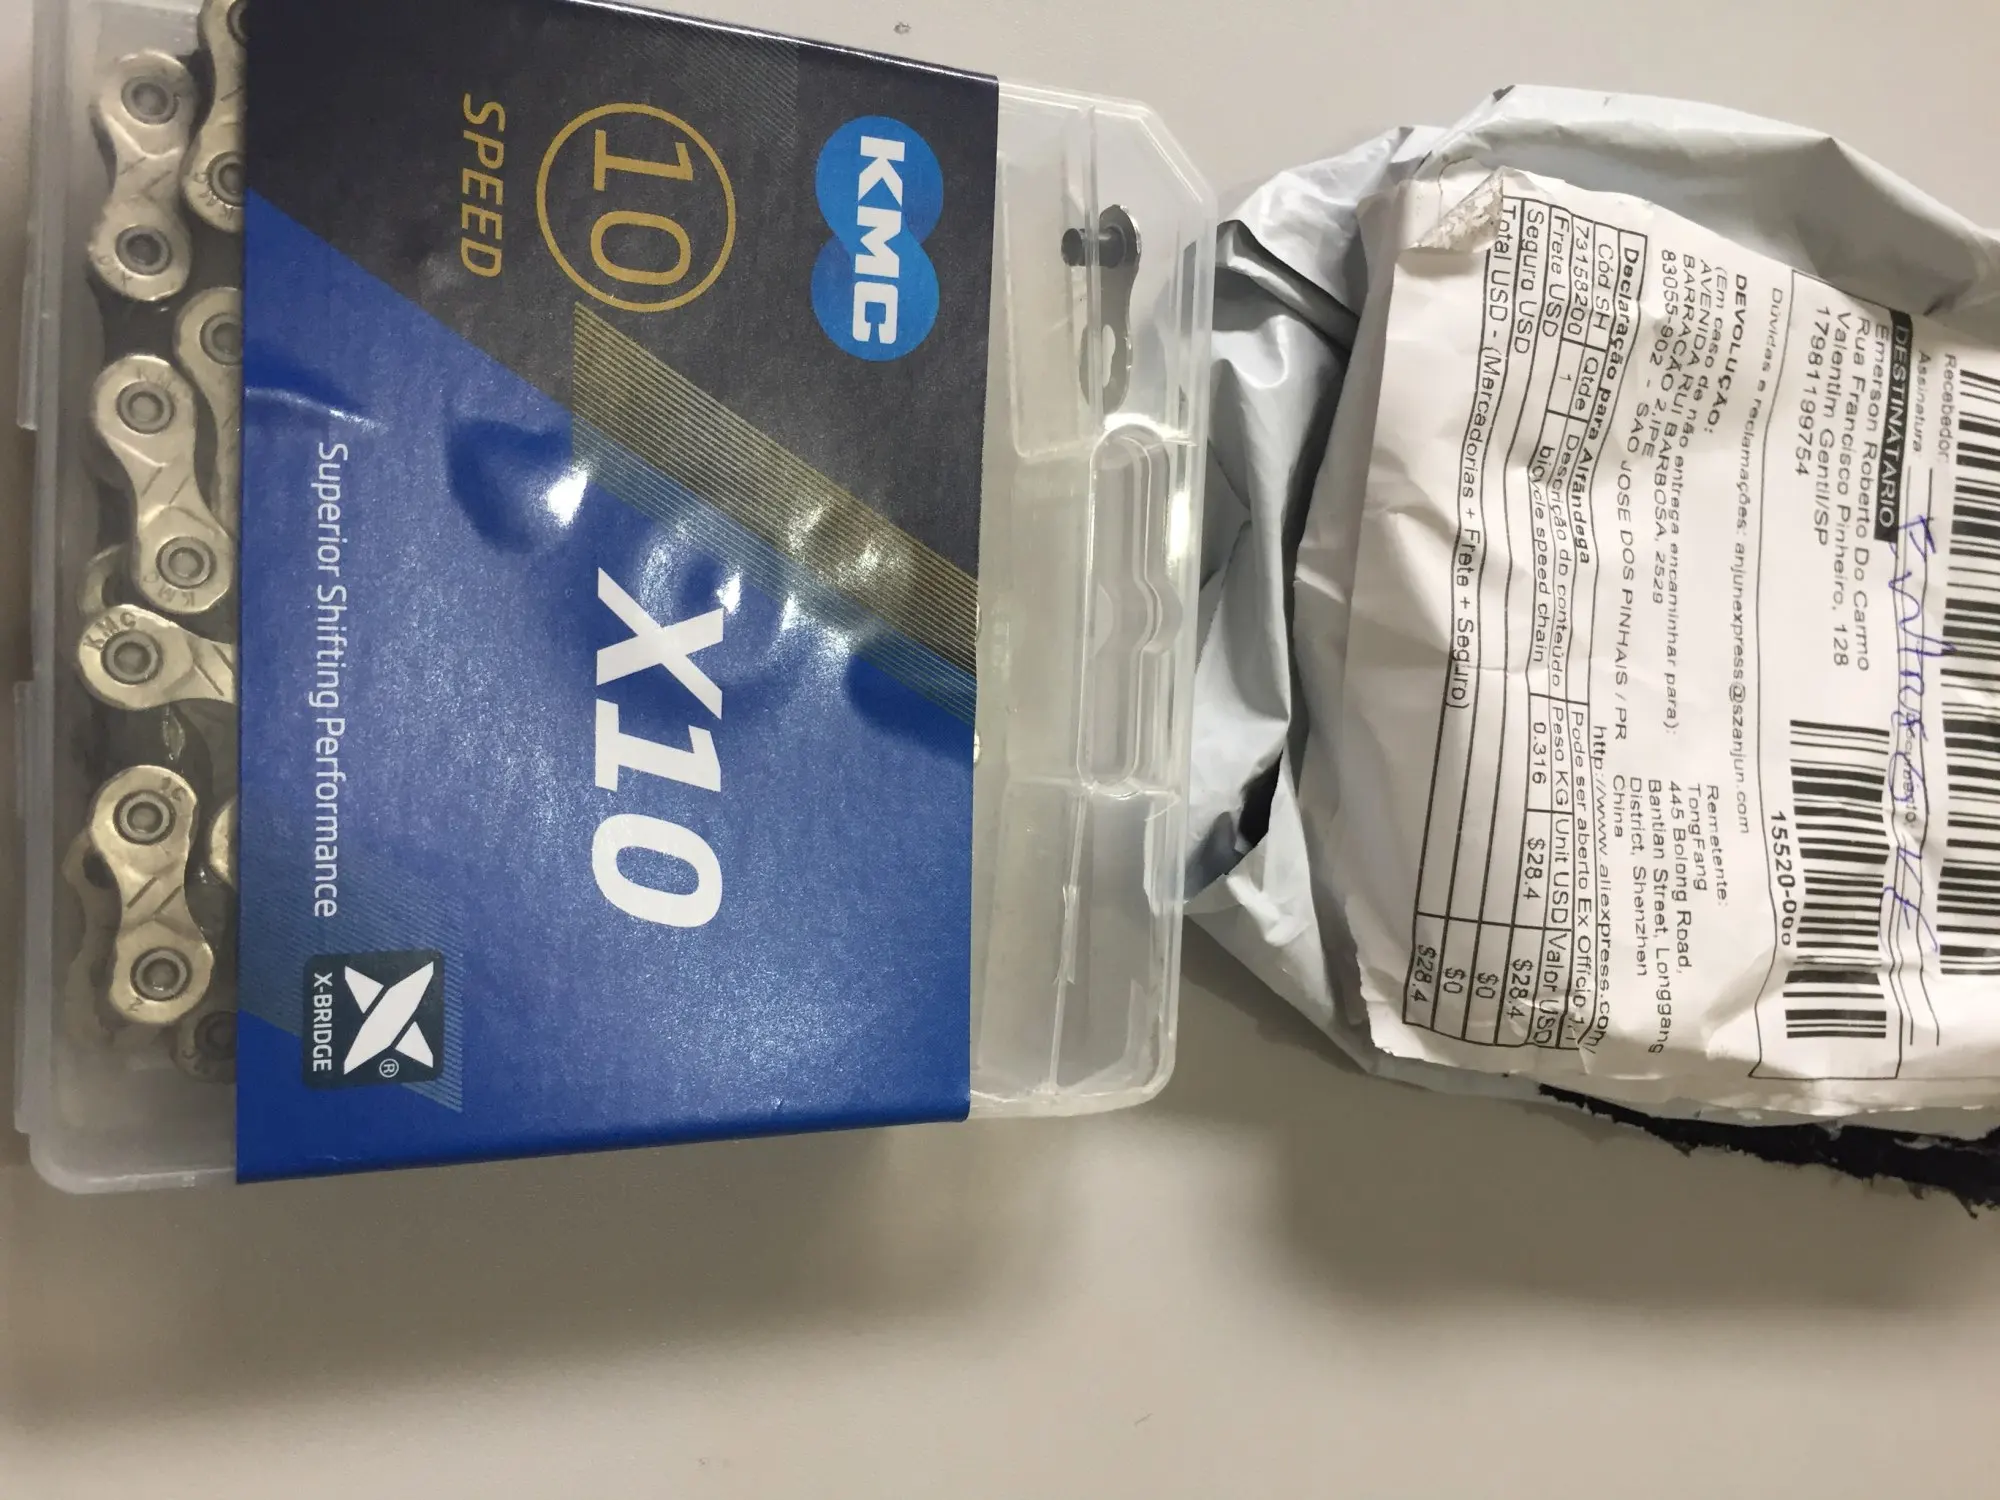 KMC
10
SPEED
X10
Superior Shifting Performance
X-BRIDGE
®
KMC
Recebedor:
Assinatura:
DESTINATÁRIO
Emerson Roberto Do Carmo
Rua Francisco Pinheiro, 128
Valentim Gentil/SP
17981199754
15520-000
Dúvidas e reclamações: anjunexpress@szanjun.com
DEVOLUÇÃO:
(Em caso de não entrega encaminhar para):
AVENIDA RUI BARBOSA, 2529
BARRACAO 2, IPE
83055-902 - SAO JOSE DOS PINHAIS / PR
Remetente:
TongFang
445 Bolong Road,
Bantian Street, Longgang
District, Shenzhen
China
http://www.aliexpress.com/
Declaração para Alfândega
Pode ser aberto Ex Officio
Cód SH Qtde Descrição do conteúdo Peso KG Unit USD Valor USD
73158200 1 bicycle speed chain 0.316 $28.4 $28.4
Frete USD $0
Seguro USD $0
Total USD - (Mercadorias + Frete + Seguro) $28.4